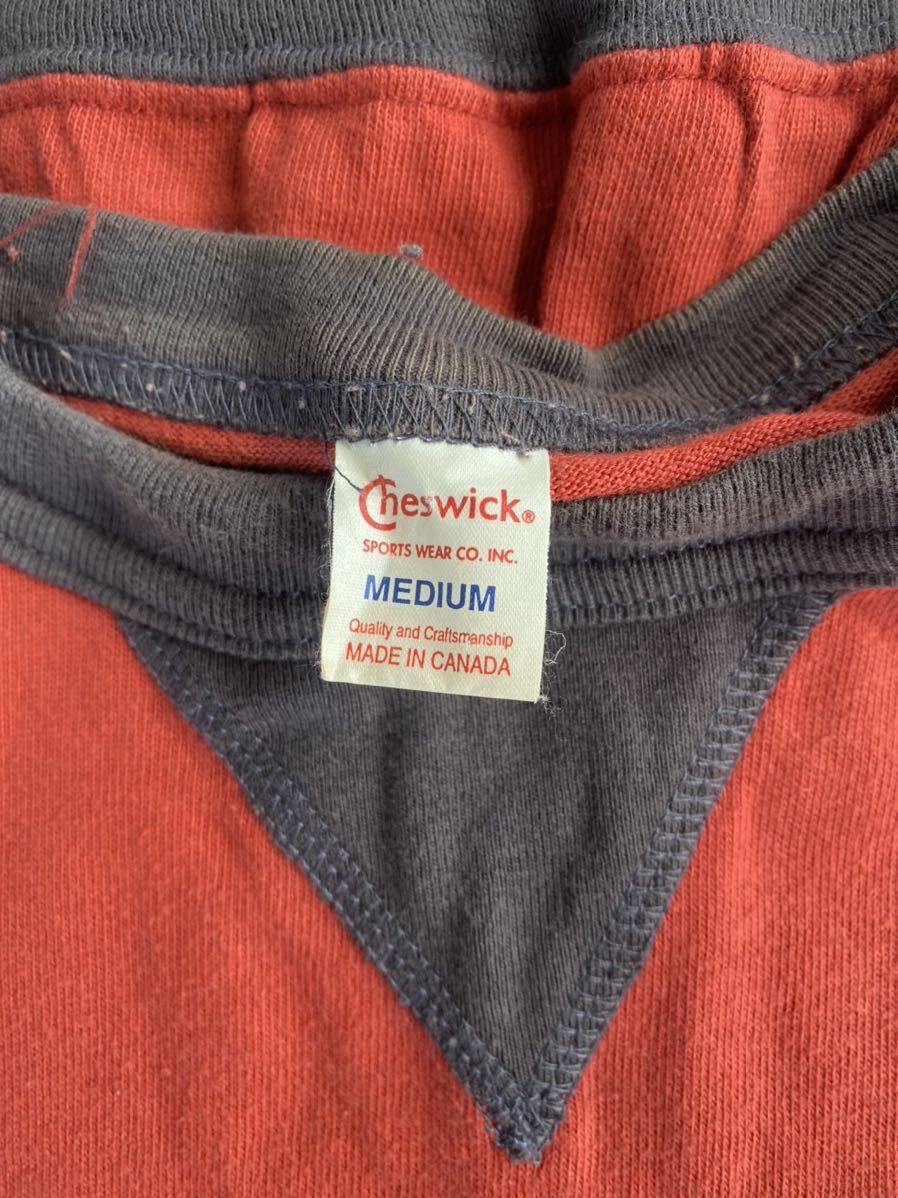 Cheswick®
SPORTS WEAR CO. INC.
MEDIUM
Quality and Craftsmanship
MADE IN CANADA